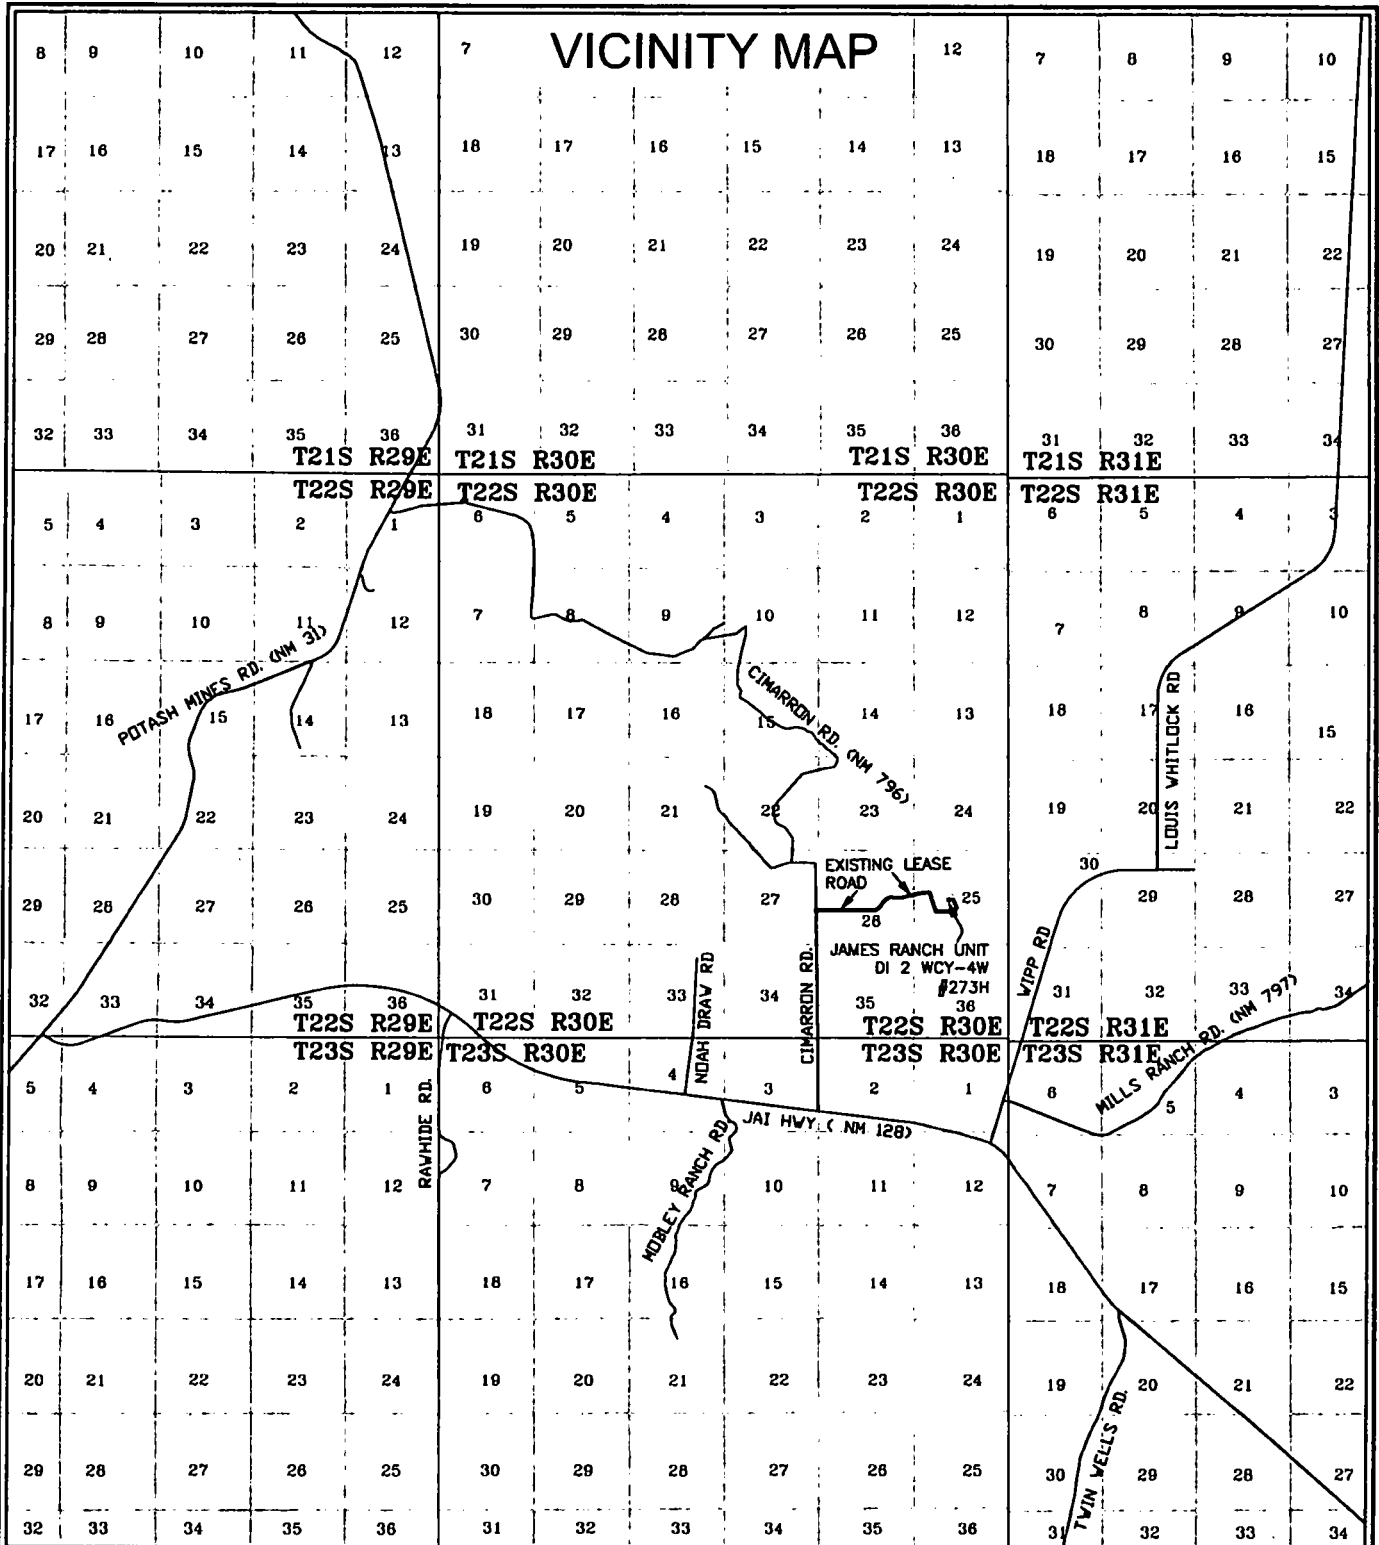 VICINITY MAP
8 9 10 11 12 7 12 7 8 9 10
17 16 15 14 13 18 17 16 15 14 13 18 17 16 15
20 21 22 23 24 19 20 21 22 23 24 19 20 21 22
29 28 27 26 25 30 29 28 27 26 25 30 29 28 27
32 33 34 35 36 31 32 33 34 35 36 31 32 33 34
T21S R29E T21S R30E T21S R30E T21S R31E
T22S R29E T22S R30E T22S R30E T22S R31E
5 4 3 2 1 6 5 4 3 2 1 6 5 4 3
8 9 10 11 12 7 8 9 10 11 12 7 8 9 10
POTASH MINES RD. (NM 31)
CIMARRON RD. (NM 796)
LOUIS WHITLOCK RD
17 16 15 14 13 18 17 16 15 14 13 18 17 16 15
20 21 22 23 24 19 20 21 22 23 24 19 20 21 22
EXISTING LEASE
ROAD
29 28 27 26 25 30 29 28 27 26 25 30 29 28 27
JAMES RANCH UNIT
DI 2 WCY-4W
#273H
NOAH DRAW RD
CIMARRON RD.
WIPP RD
32 33 34 35 36 31 32 33 34 35 36 31 32 33 34
MILLS RANCH RD. (NM 797)
T22S R29E T22S R30E T22S R30E T22S R31E
T23S R29E T23S R30E T23S R30E T23S R31E
5 4 3 2 1 6 5 4 3 2 1 6 5 4 3
RAWHIDE RD.
JAI HWY ( NM 128)
MOBLEY RANCH RD.
8 9 10 11 12 7 8 9 10 11 12 7 8 9 10
17 16 15 14 13 18 17 16 15 14 13 18 17 16 15
20 21 22 23 24 19 20 21 22 23 24 19 20 21 22
TWIN WELLS RD.
29 28 27 26 25 30 29 28 27 26 25 30 29 28 27
32 33 34 35 36 31 32 33 34 35 36 31 32 33 34